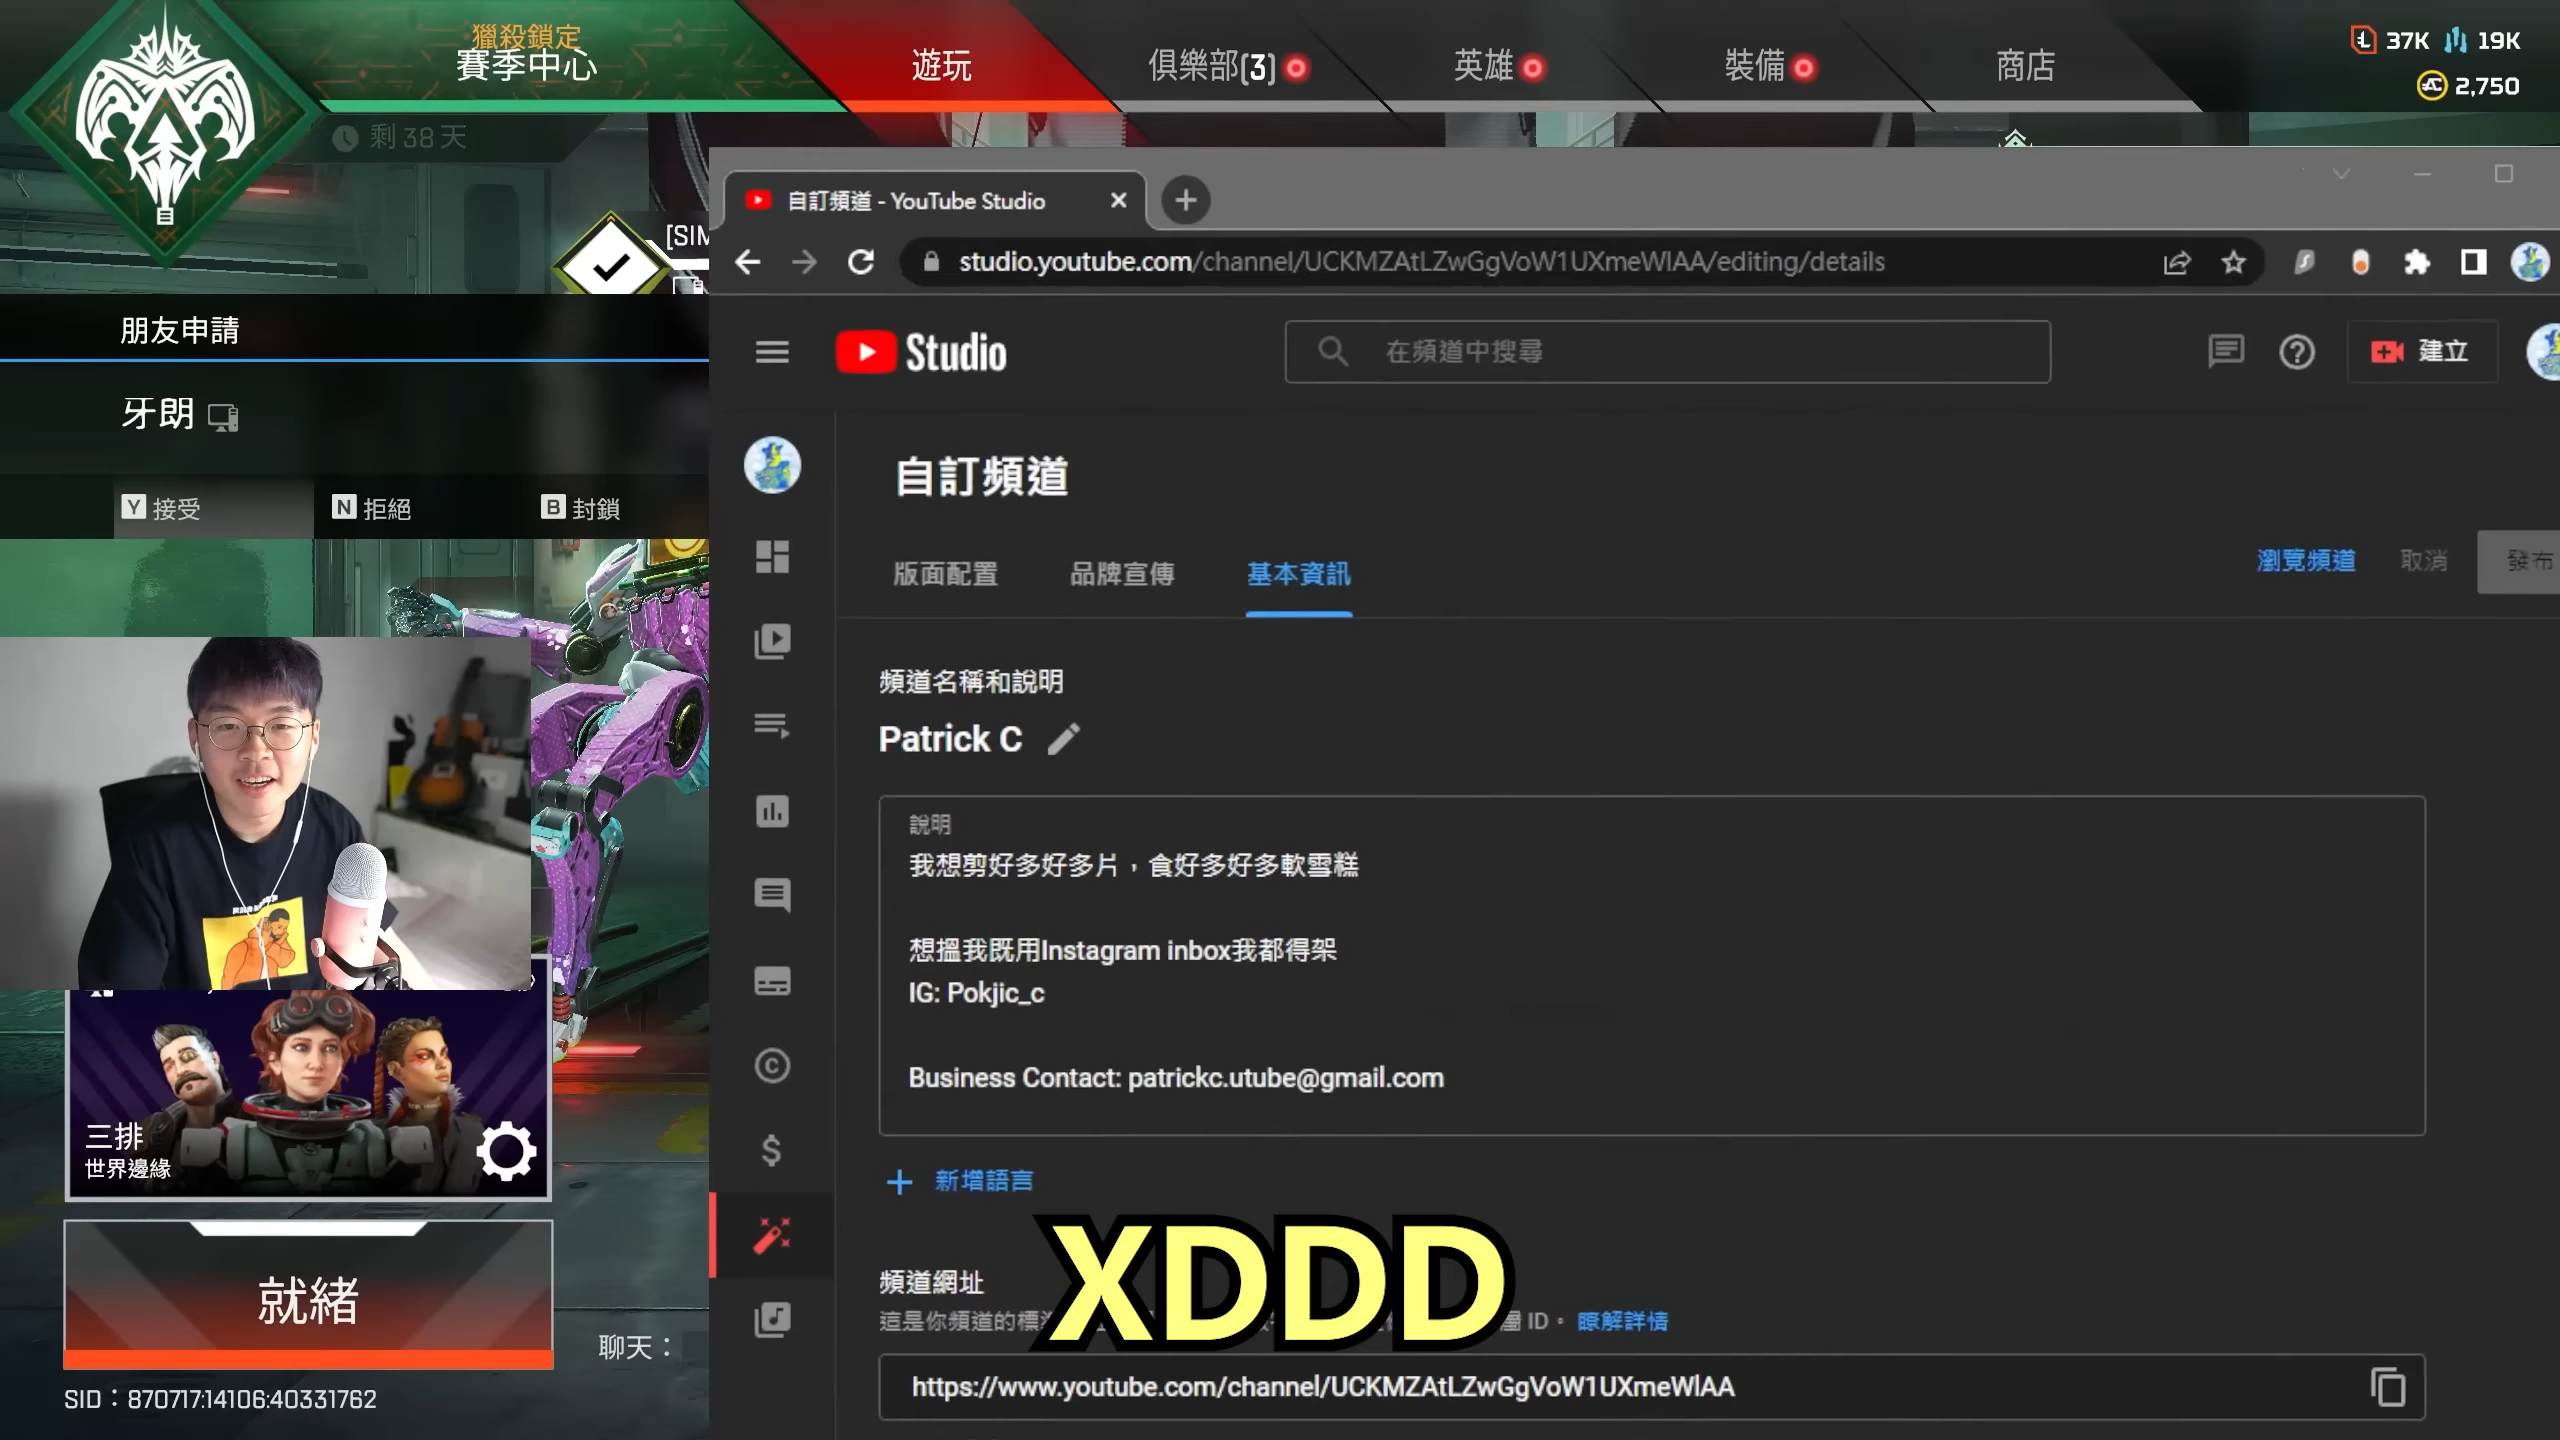 獵殺鎖定
賽季中心
遊玩
俱樂部[3]
英雄
裝備
商店
37K
19K
2,750
剩 38 天
[SIM
朋友申請
牙朗
Y 接受
N 拒絕
B 封鎖
自訂頻道 - YouTube Studio
studio.youtube.com/channel/UCKMZAtLZwGgVoW1UXmeWlAA/editing/details
Studio
在頻道中搜尋
建立
自訂頻道
版面配置
品牌宣傳
基本資訊
瀏覽頻道
取消
發布
頻道名稱和說明
Patrick C
說明
我想剪好多好多片，食好多好多軟雪糕
想搵我既用Instagram inbox我都得架
IG: Pokjic_c
Business Contact: patrickc.utube@gmail.com
新增語言
XDDD
頻道網址
這是你頻道的標
ID。 瞭解詳情
https://www.youtube.com/channel/UCKMZAtLZwGgVoW1UXmeWlAA
三排
世界邊緣
就緒
聊天：
SID：870717:14106:40331762